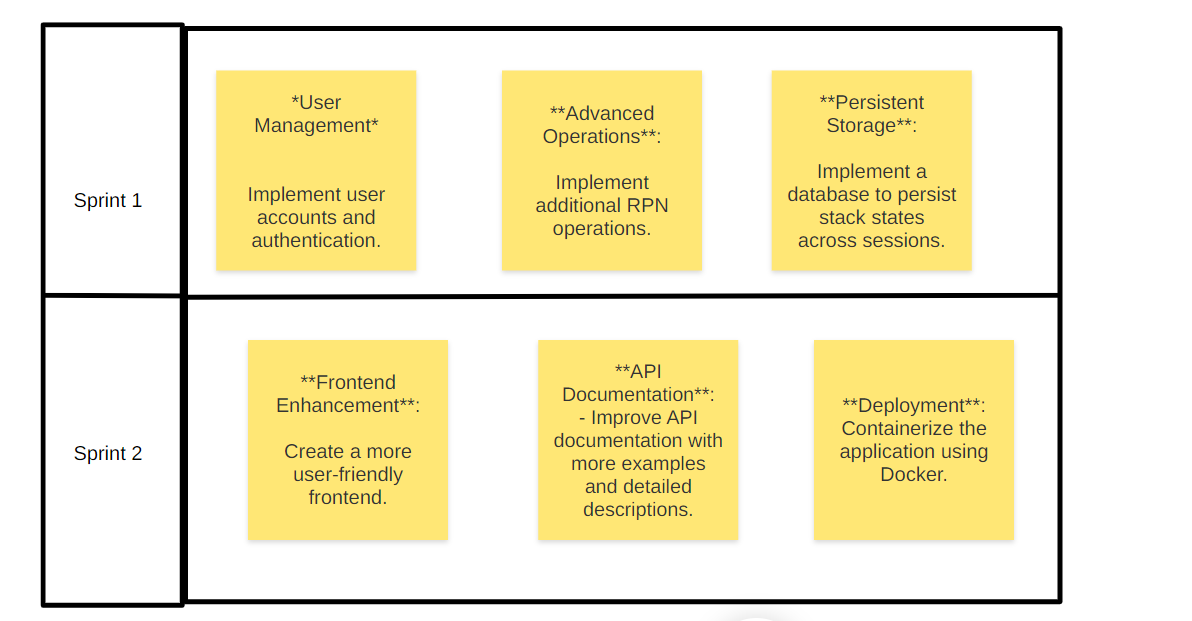 Sprint 1
*User
Management*
Implement user
accounts and
authentication.
**Advanced
Operations**:
Implement
additional RPN
operations.
**Persistent
Storage**:
Implement a
database to persist
stack states
across sessions.
Sprint 2
**Frontend
Enhancement**:
Create a more
user-friendly
frontend.
**API
Documentation**:
- Improve API
documentation with
more examples
and detailed
descriptions.
**Deployment**:
Containerize the
application using
Docker.